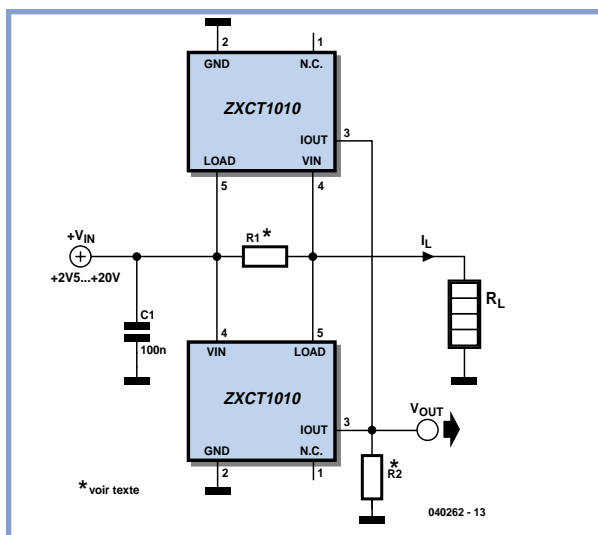 2
1
GND
N.C.
ZXCT1010
IOUT
3
LOAD
VIN
5
4
+VIN
R1*
IL
+2V5...+20V
RL
C1
100n
4
5
VIN
LOAD
ZXCT1010
VOUT
IOUT
3
GND
N.C.
*
R2
2
1
* voir texte
040262 - 13